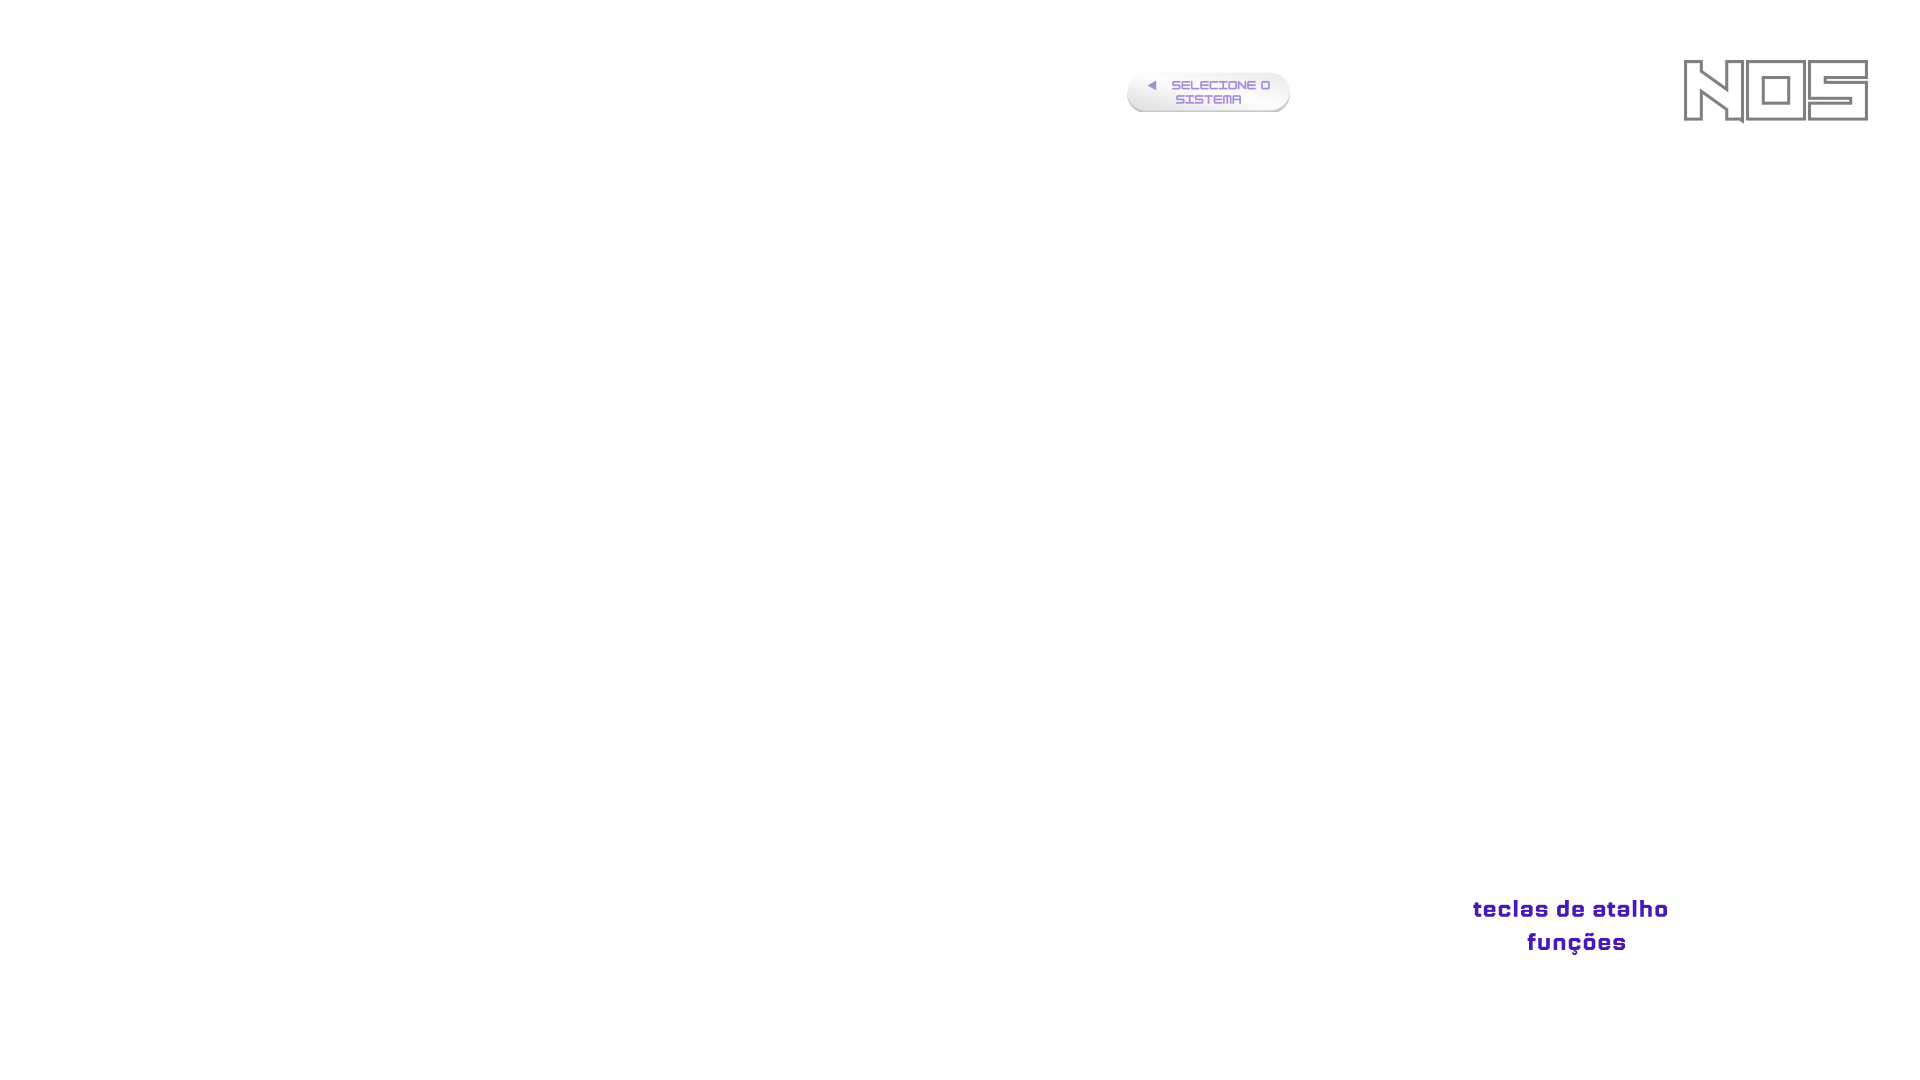 ◄ SELECIONE O
SISTEMA
NOS
teclas de atalho
funções